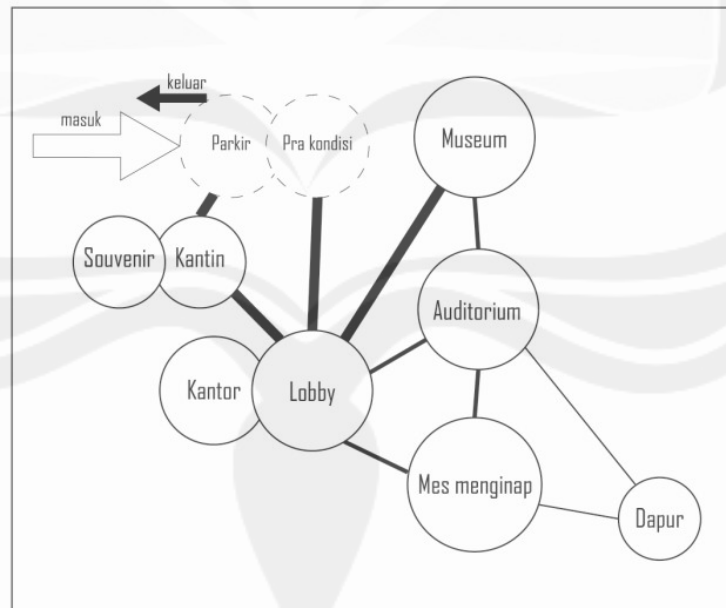 keluar
masuk
Parkir
Pra kondisi
Museum
Souvenir
Kantin
Auditorium
Kantor
Lobby
Mes menginap
Dapur